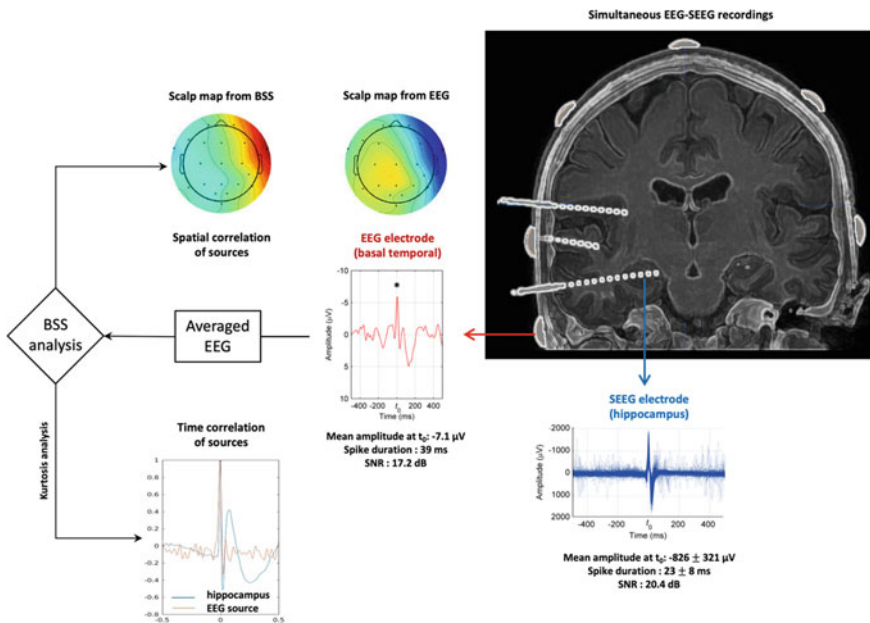 Simultaneous EEG-SEEG recordings
Scalp map from BSS
Scalp map from EEG
Spatial correlation
of sources
EEG electrode
(basal temporal)
-10
-5
0
5
10
Amplitude (µV)
*
-400 -200 t₀ 200 400
Time (ms)
Mean amplitude at t₀: -7.1 µV
Spike duration : 39 ms
SNR : 17.2 dB
BSS
analysis
Averaged
EEG
Kurtosis analysis
Time correlation
of sources
1
0.8
0.6
0.4
0.2
0
-0.2
-0.4
-0.6
-0.8
-0.5 0 0.5
hippocampus
EEG source
SEEG electrode
(hippocampus)
-2000
-1000
0
1000
2000
Amplitude (µV)
-400 -200 t₀ 200 400
Time (ms)
Mean amplitude at t₀: -826 ± 321 µV
Spike duration : 23 ± 8 ms
SNR : 20.4 dB